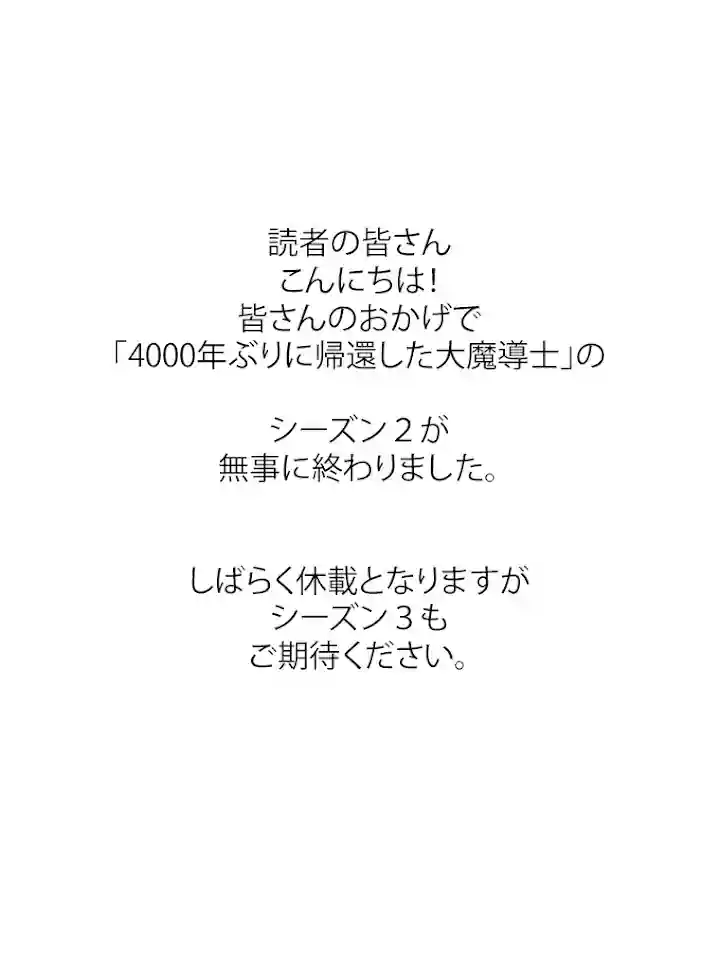 読者の皆さん
こんにちは!
皆さんのおかげで
「4000年ぶりに帰還した大魔導士」の
シーズン２が
無事に終わりました。
しばらく休載となりますが
シーズン３も
ご期待ください。